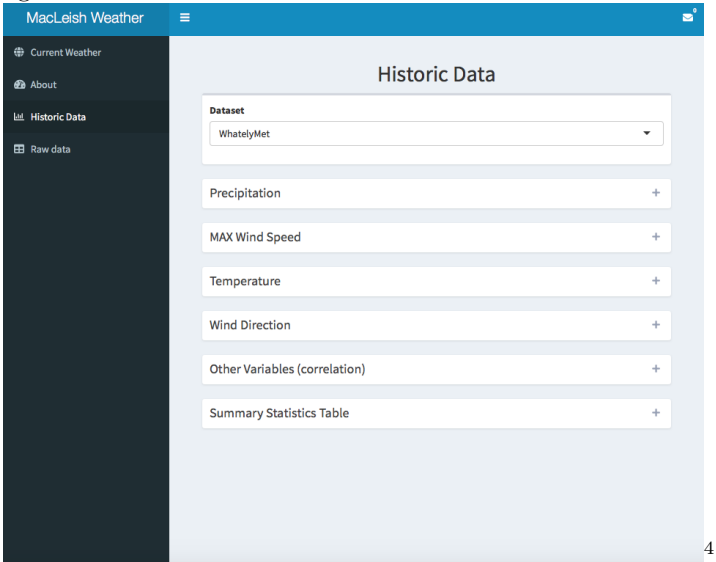 MacLeish Weather
0
Current Weather
About
Historic Data
Raw data
Historic Data
Dataset
WhatelyMet
Precipitation
MAX Wind Speed
Temperature
Wind Direction
Other Variables (correlation)
Summary Statistics Table
4